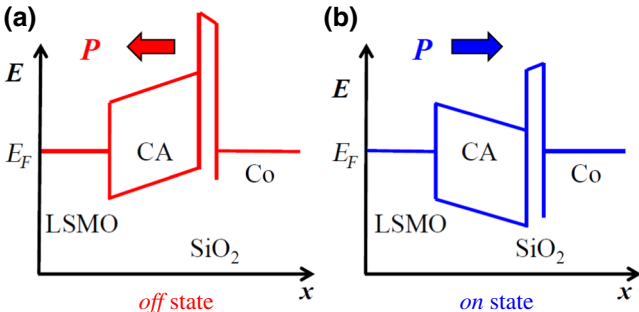 (a)
P
E
E_F
CA
Co
LSMO
SiO₂
x
off state
(b)
P
E
E_F
CA
Co
LSMO
SiO₂
x
on state